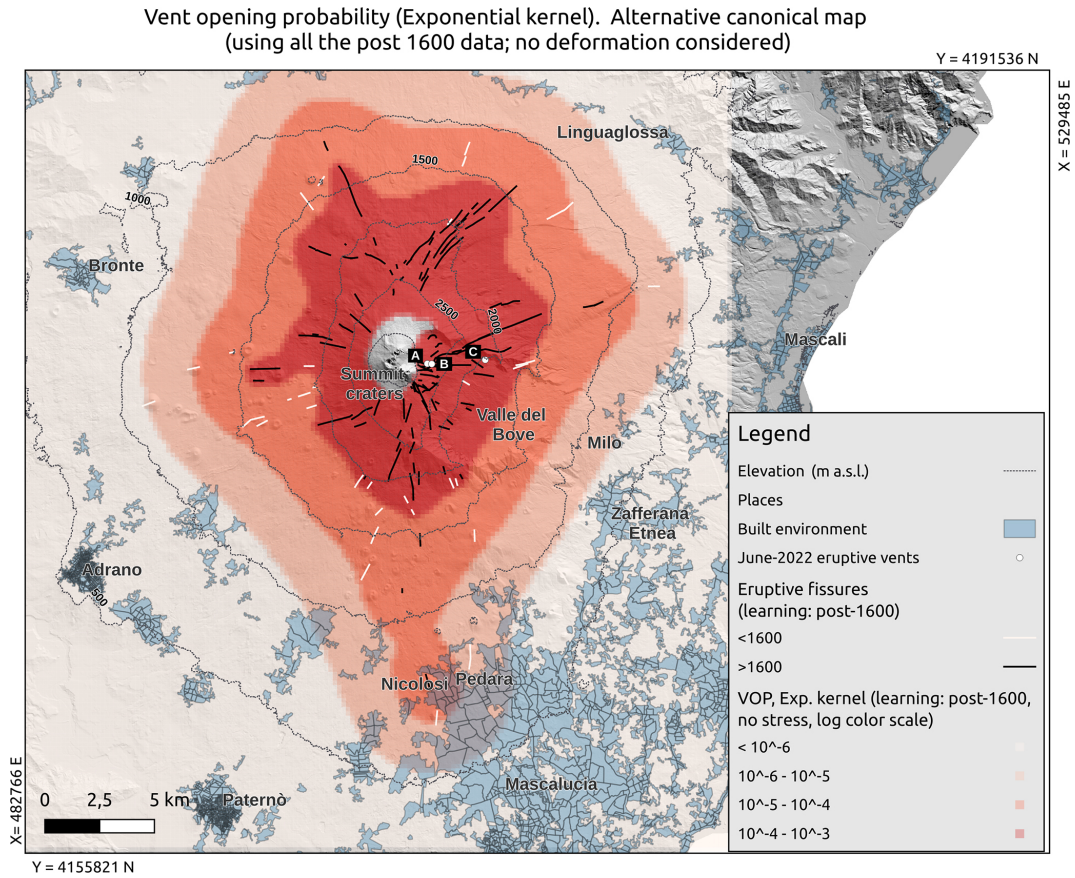 Vent opening probability (Exponential kernel). Alternative canonical map
(using all the post 1600 data; no deformation considered)
Y = 4191536 N
X = 529485 E
Linguaglossa
1500
1000
Bronte
2500
2000
Mascali
A
B
C
Summit
craters
Valle del
Bove
Milo
Zafferana
Etnea
Adrano
500
Nicolosi
Pedara
Mascalucia
Paternò
0 2,5 5 km
X= 482766 E
Y = 4155821 N
Legend
Elevation (m a.s.l.)
Places
Built environment
June-2022 eruptive vents
Eruptive fissures
(learning: post-1600)
<1600
>1600
VOP, Exp. kernel (learning: post-1600,
no stress, log color scale)
< 10^-6
10^-6 - 10^-5
10^-5 - 10^-4
10^-4 - 10^-3